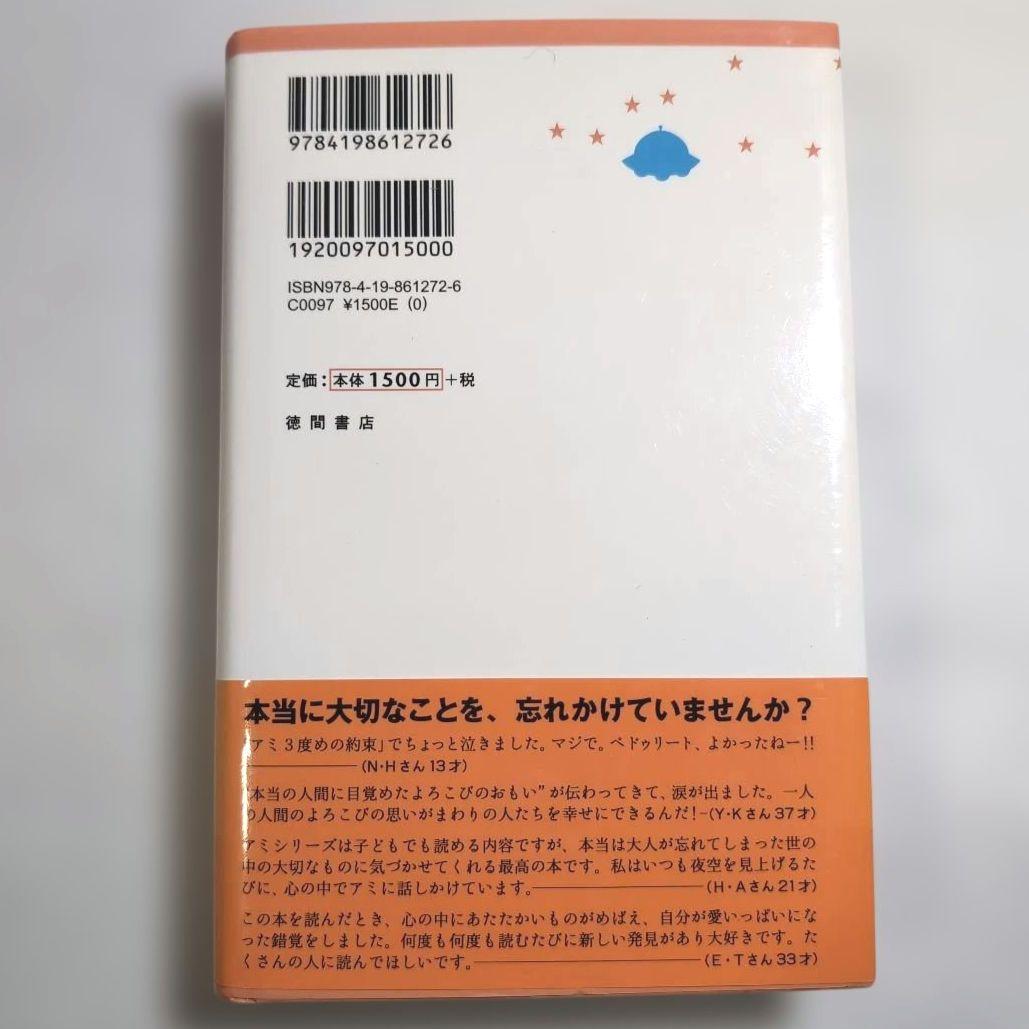 9784198612726
1920097015000
ISBN978-4-19-861272-6
C0097 ¥1500E (0)
定価：本体1500円＋税
徳間書店
本当に大切なことを、忘れかけていませんか？
「アミ３度めの約束」でちょっと泣きました。マジで。ペドゥリート、よかったねー!!
(N・Hさん 13才)
“本当の人間に目覚めたよろこびのおもい”が伝わってきて、涙が出ました。一人
の人間のよろこびの思いがまわりの人たちを幸せにできるんだ！─(Y・Kさん37才)
アミシリーズは子どもでも読める内容ですが、本当は大人が忘れてしまった世の
中の大切なものに気づかせてくれる最高の本です。私はいつも夜空を見上げるた
びに、心の中でアミに話しかけています。────(H・Aさん21才)
この本を読んだとき、心の中にあたたかいものがめばえ、自分が愛いっぱいにな
った錯覚をしました。何度も何度も読むたびに新しい発見があり大好きです。た
くさんの人に読んでほしいです。────(E・Tさん33才)